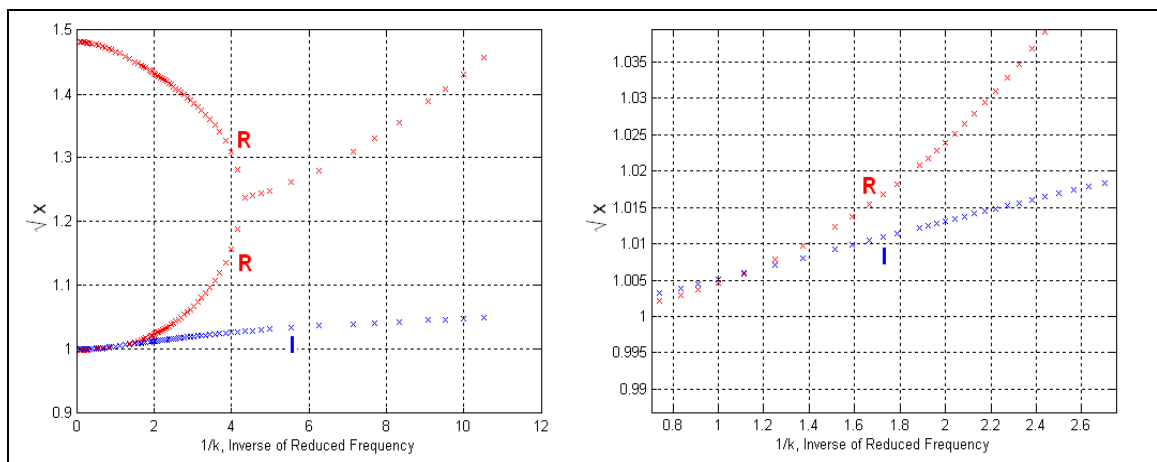 1.5
1.4
1.3
1.2
1.1
1
0.9
√ x
R
R
I
0 2 4 6 8 10 12
1/k, Inverse of Reduced Frequency
1.035
1.03
1.025
1.02
1.015
1.01
1.005
1
0.995
0.99
√ x
R
I
0.8 1 1.2 1.4 1.6 1.8 2 2.2 2.4 2.6
1/k, Inverse of Reduced Frequency